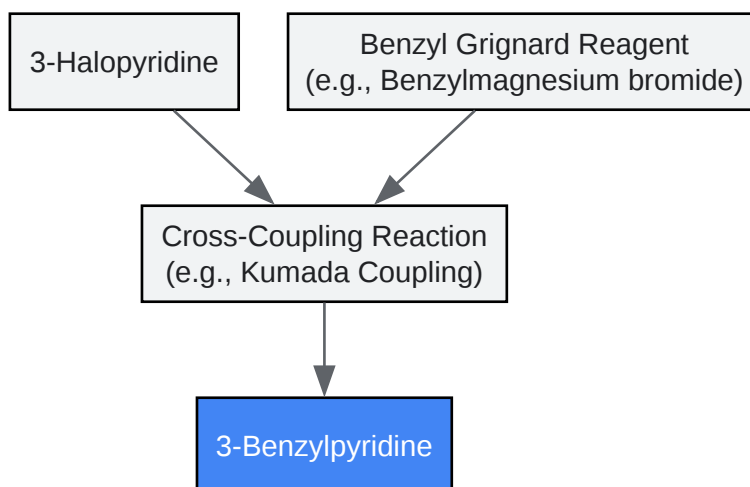 3-Halopyridine
Benzyl Grignard Reagent
(e.g., Benzylmagnesium bromide)
Cross-Coupling Reaction
(e.g., Kumada Coupling)
3-Benzylpyridine